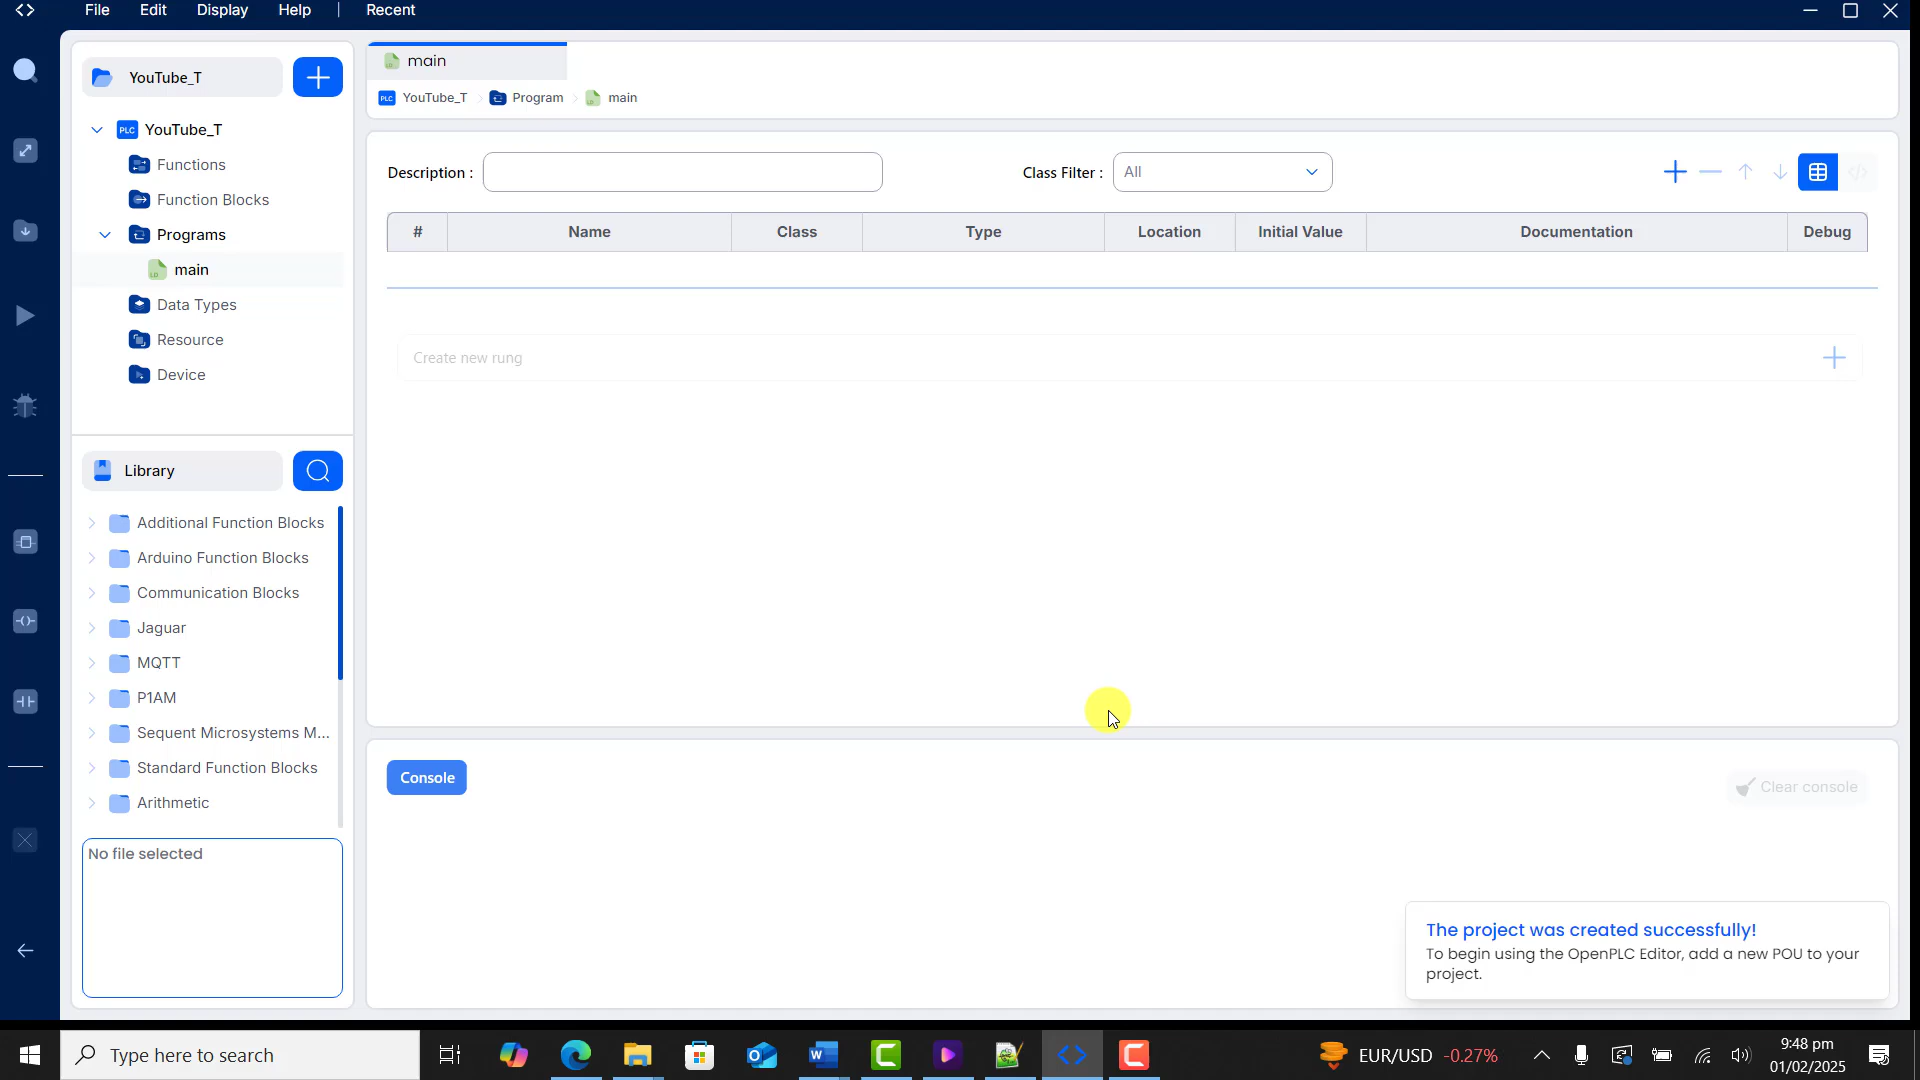 File Edit Display Help | Recent
YouTube_T
main
PLC YouTube_T Program LD main
PLC YouTube_T
Functions
Function Blocks
Programs
LD main
Data Types
Resource
Device
Description :
Class Filter : All
# Name Class Type Location Initial Value Documentation Debug
Create new rung
Library
Additional Function Blocks
Arduino Function Blocks
Communication Blocks
Jaguar
MQTT
P1AM
Sequent Microsystems M...
Standard Function Blocks
Arithmetic
No file selected
Console
Clear console
The project was created successfully!
To begin using the OpenPLC Editor, add a new POU to your
project.
Type here to search
EUR/USD -0.27%
9:48 pm
01/02/2025